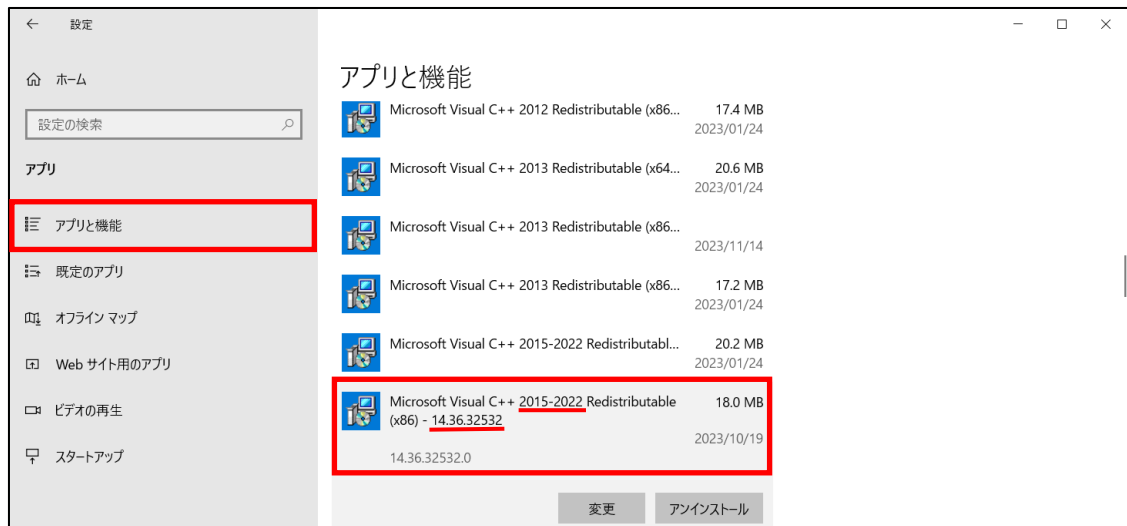 設定
ホーム
設定の検索
アプリ
アプリと機能
既定のアプリ
オフライン マップ
Web サイト用のアプリ
ビデオの再生
スタートアップ
アプリと機能
Microsoft Visual C++ 2012 Redistributable (x86... 17.4 MB
2023/01/24
Microsoft Visual C++ 2013 Redistributable (x64... 20.6 MB
2023/01/24
Microsoft Visual C++ 2013 Redistributable (x86...
2023/11/14
Microsoft Visual C++ 2013 Redistributable (x86... 17.2 MB
2023/01/24
Microsoft Visual C++ 2015-2022 Redistributabl... 20.2 MB
2023/01/24
Microsoft Visual C++ 2015-2022 Redistributable 18.0 MB
(x86) - 14.36.32532
2023/10/19
14.36.32532.0
変更 アンインストール